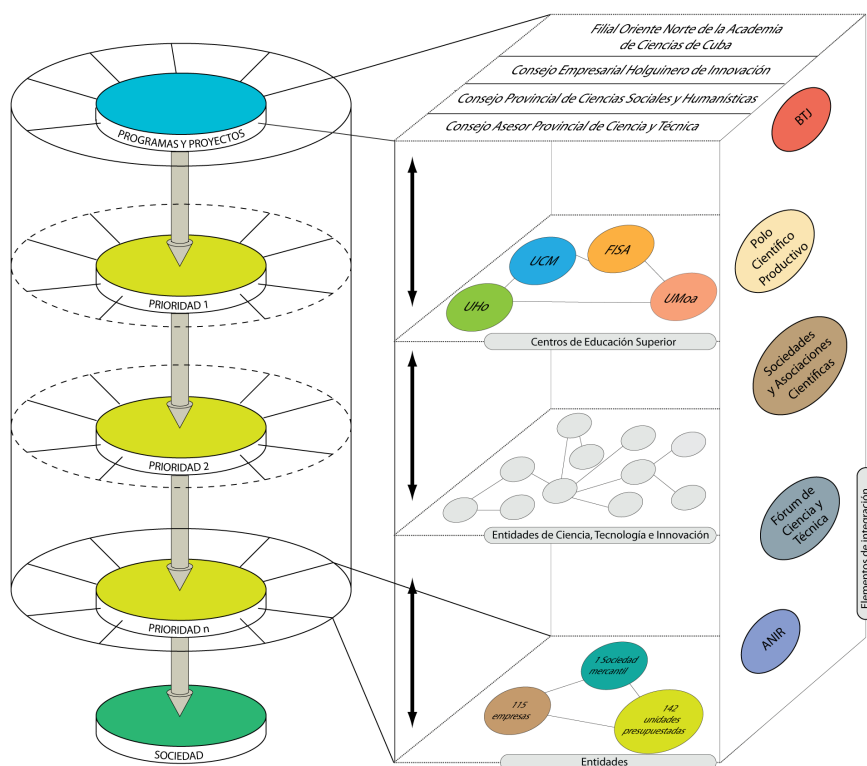 PROGRAMAS Y PROYECTOS
PRIORIDAD 1
PRIORIDAD 2
PRIORIDAD n
SOCIEDAD
Filial Oriente Norte de la Academia
de Ciencias de Cuba
Consejo Empresarial Holguinero de Innovación
Consejo Provincial de Ciencias Sociales y Humanísticas
Consejo Asesor Provincial de Ciencia y Técnica
UHo
UCM
FISA
UMoa
Centros de Educación Superior
Entidades de Ciencia, Tecnología e Innovación
1 Sociedad
mercantil
115
empresas
142
unidades
presupuestadas
Entidades
BTJ
Polo
Científico
Productivo
Sociedades
y Asociaciones
Científicas
Fórum de
Ciencia y
Técnica
ANIR
Elementos de integración